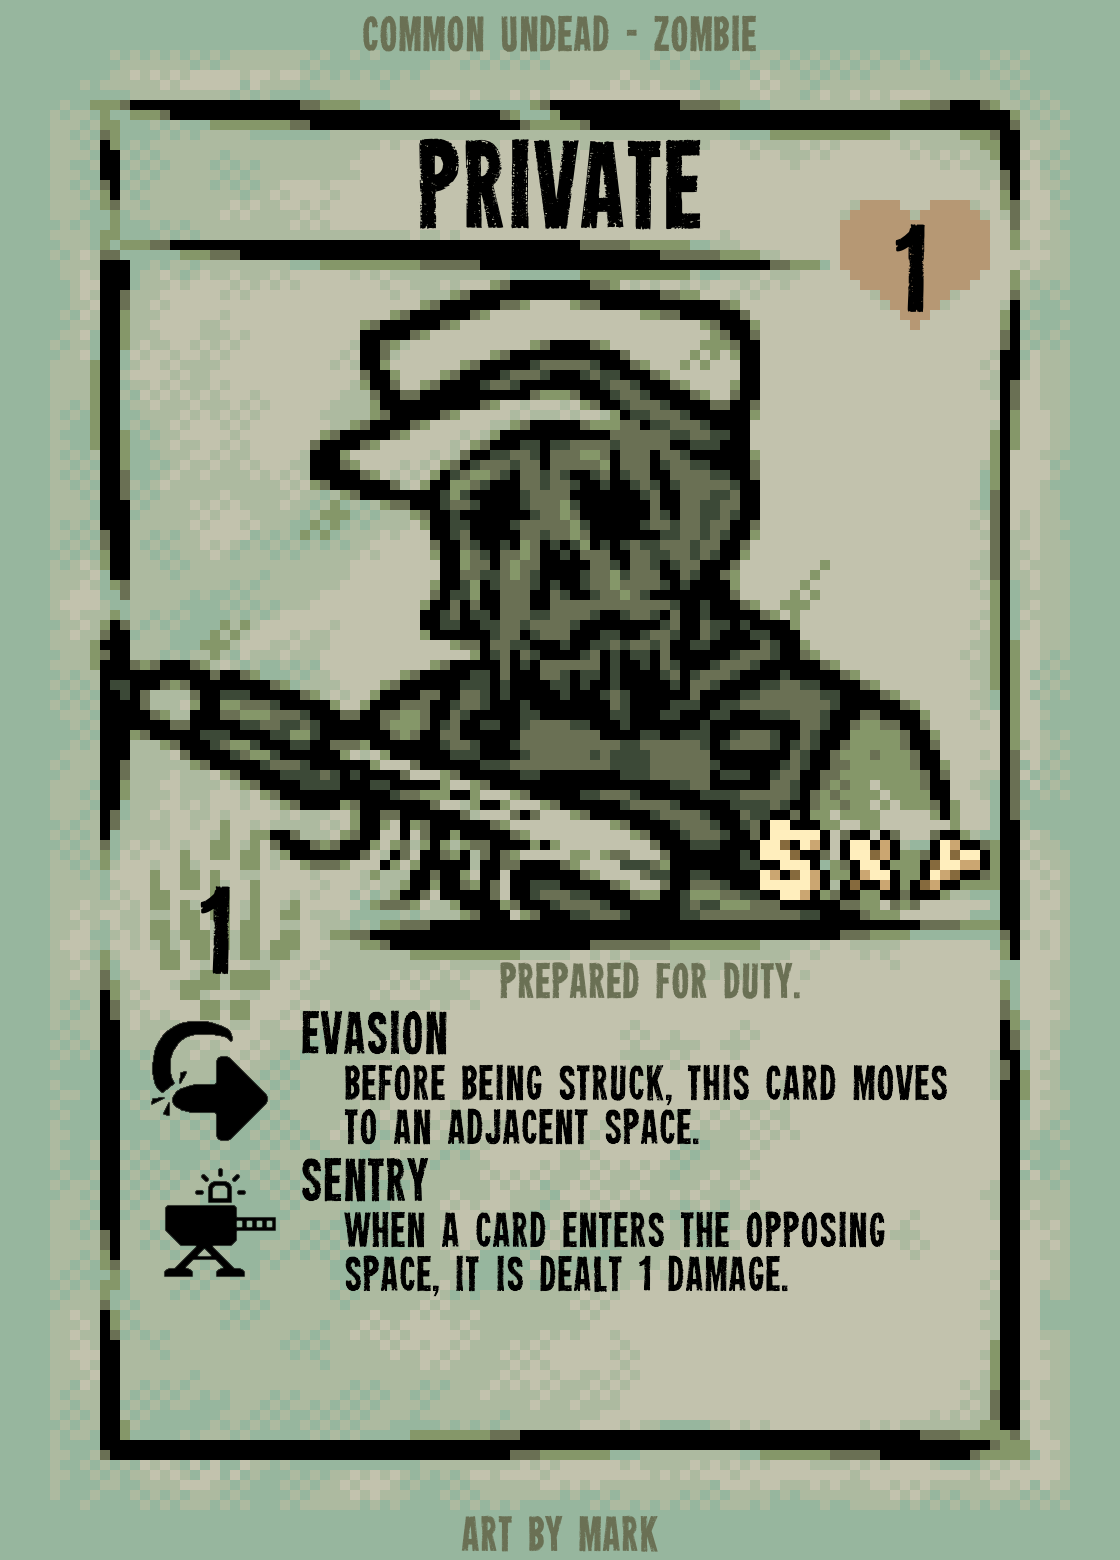 COMMON UNDEAD - ZOMBIE
PRIVATE
1
5 X
1
PREPARED FOR DUTY.
EVASION
BEFORE BEING STRUCK, THIS CARD MOVES
TO AN ADJACENT SPACE.
SENTRY
WHEN A CARD ENTERS THE OPPOSING
SPACE, IT IS DEALT 1 DAMAGE.
ART BY MARK